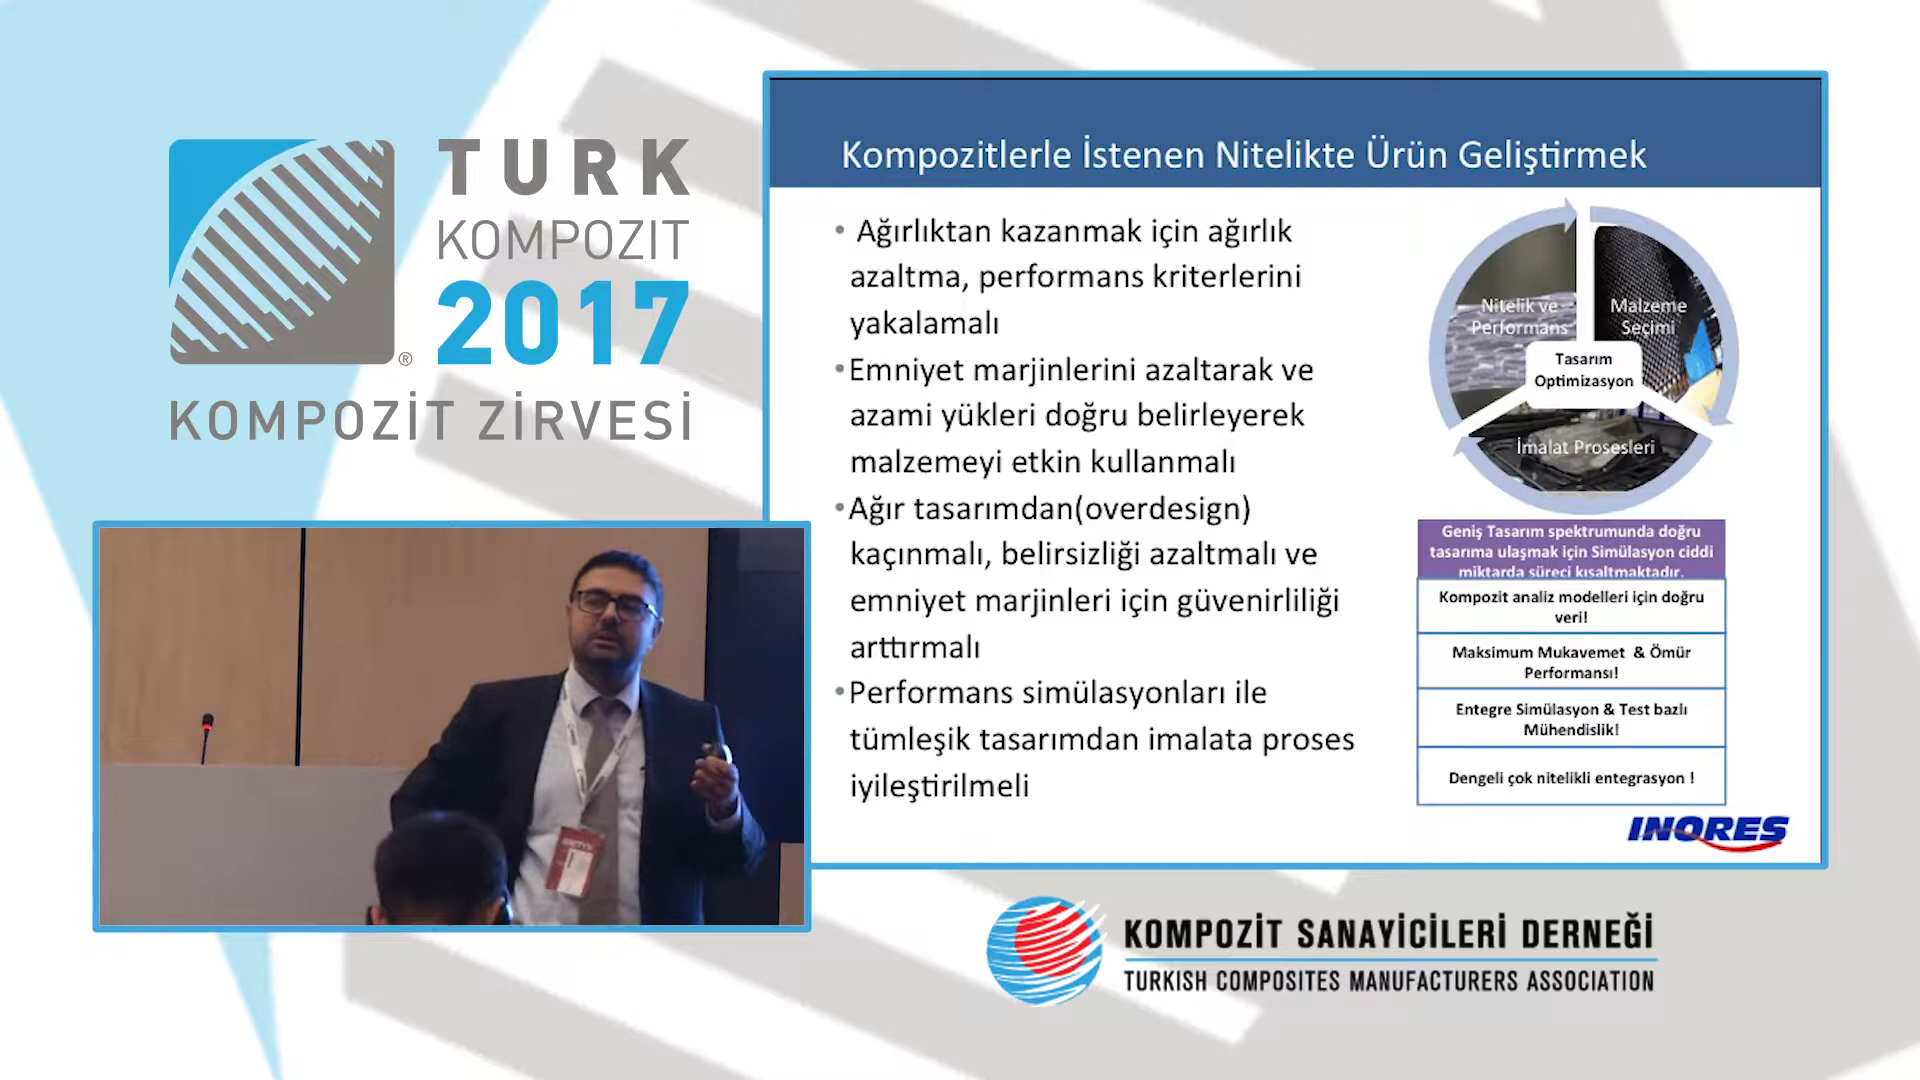 TURK
KOMPOZIT
2017
®
KOMPOZİT ZİRVESİ
Kompozitlerle İstenen Nitelikte Ürün Geliştirmek
• Ağırlıktan kazanmak için ağırlık
azaltma, performans kriterlerini
yakalamalı
•Emniyet marjinlerini azaltarak ve
azami yükleri doğru belirleyerek
malzemeyi etkin kullanmalı
•Ağır tasarımdan(overdesign)
kaçınmalı, belirsizliği azaltmalı ve
emniyet marjinleri için güvenirliliği
arttırmalı
•Performans simülasyonları ile
tümleşik tasarımdan imalata proses
iyileştirilmeli
Nitelik ve
Performans
Malzeme
Seçimi
Tasarım
Optimizasyon
İmalat Prosesleri
Geniş Tasarım spektrumunda doğru
tasarıma ulaşmak için Simülasyon ciddi
miktarda süreci kısaltmaktadır.
Kompozit analiz modelleri için doğru
veri!
Maksimum Mukavemet & Ömür
Performansı!
Entegre Simülasyon & Test bazlı
Mühendislik!
Dengeli çok nitelikli entegrasyon !
INORES
KOMPOZİT SANAYİCİLERİ DERNEĞİ
TURKISH COMPOSITES MANUFACTURERS ASSOCIATION